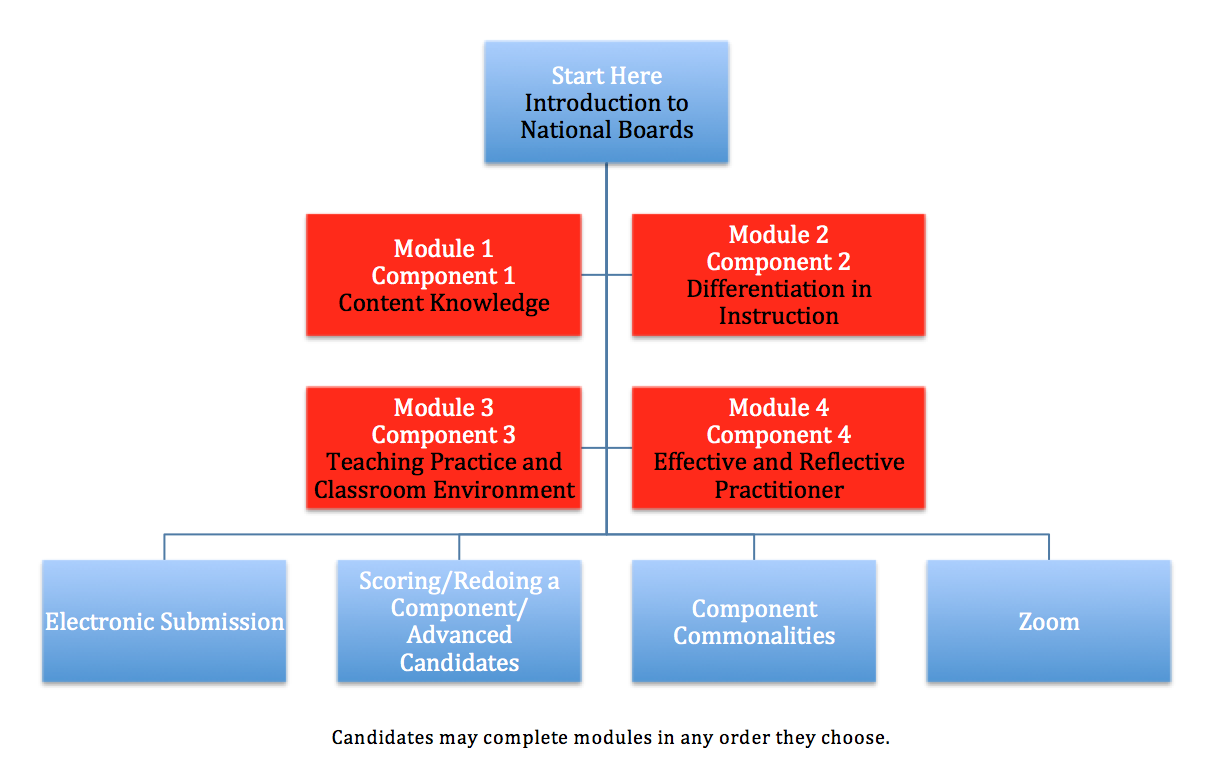 Start Here
Introduction to
National Boards
Module 1
Component 1
Content Knowledge
Module 2
Component 2
Differentiation in
Instruction
Module 3
Component 3
Teaching Practice and
Classroom Environment
Module 4
Component 4
Effective and Reflective
Practitioner
Electronic Submission
Scoring/Redoing a
Component/
Advanced
Candidates
Component
Commonalities
Zoom
Candidates may complete modules in any order they choose.